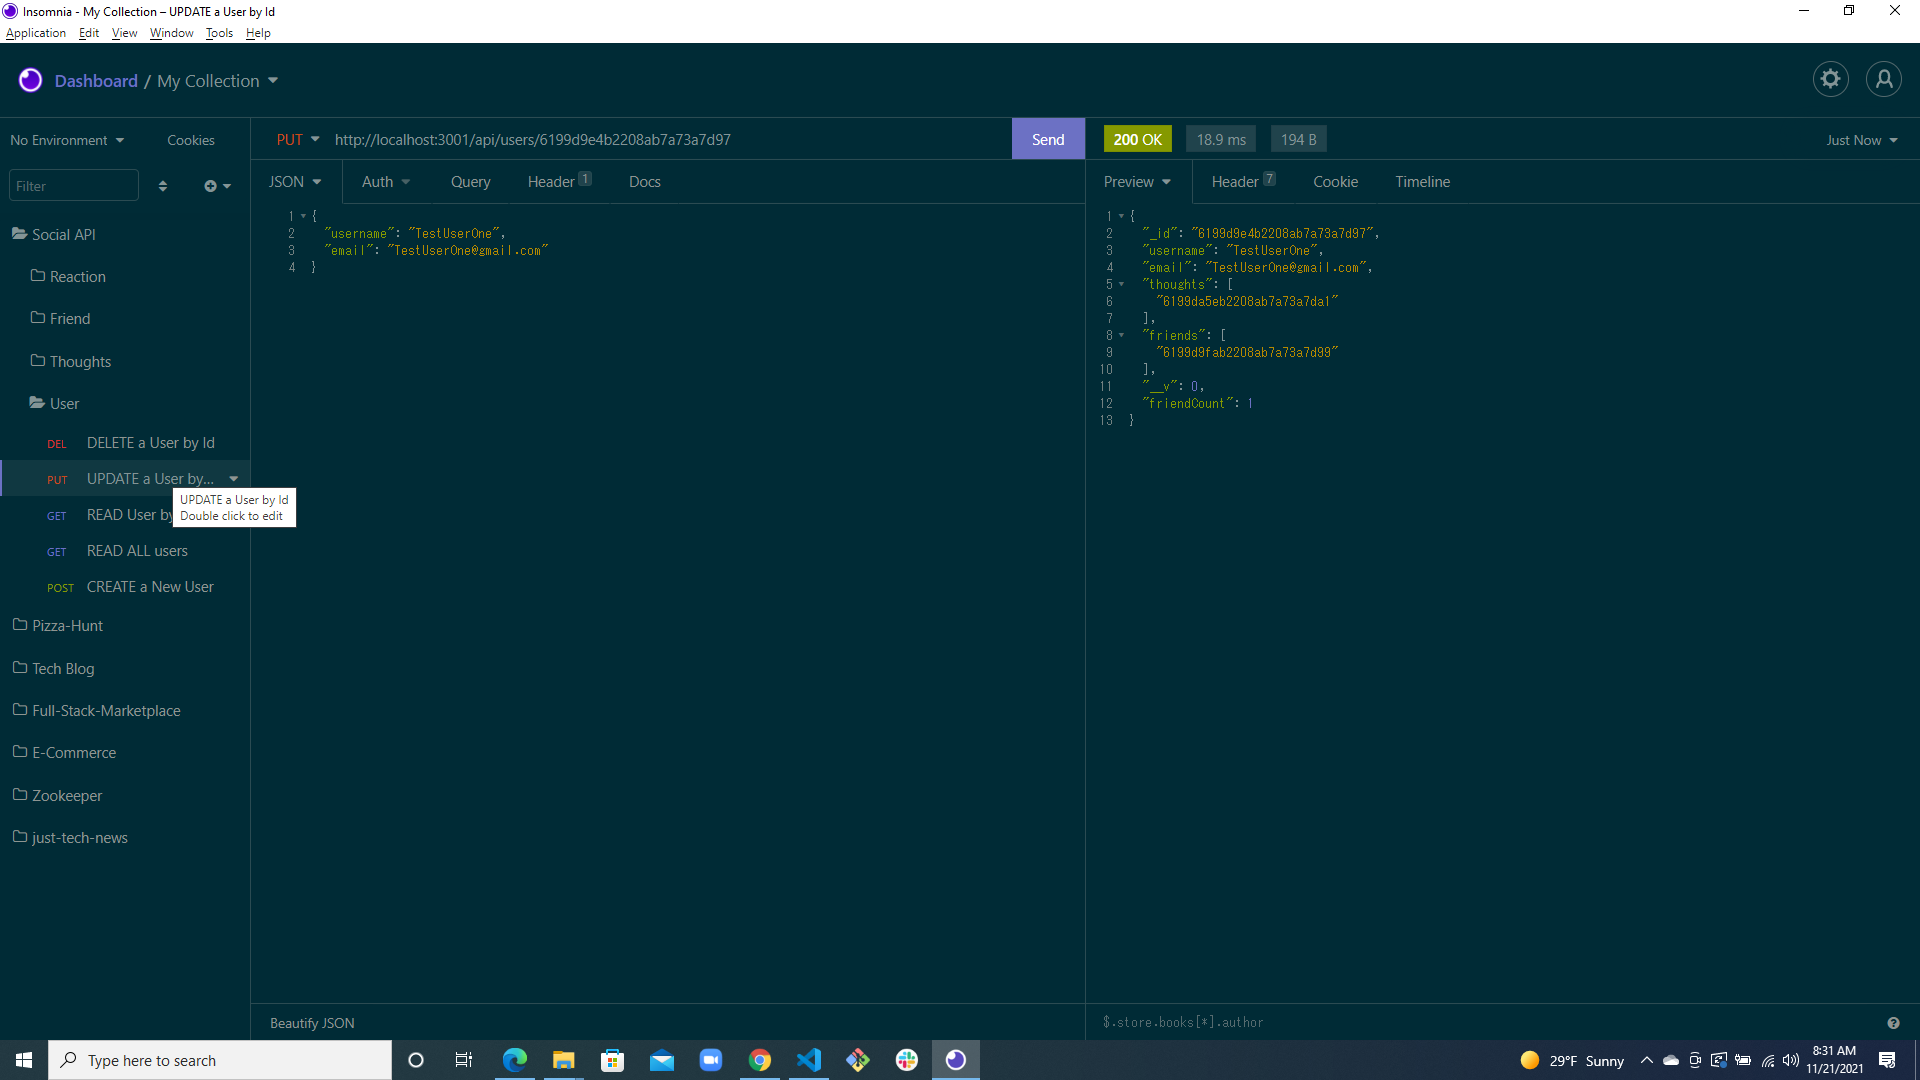 Insomnia - My Collection – UPDATE a User by Id
Application Edit View Window Tools Help
Dashboard / My Collection
No Environment Cookies
Filter
Social API
Reaction
Friend
Thoughts
User
DEL DELETE a User by Id
PUT UPDATE a User by...
UPDATE a User by Id
Double click to edit
GET READ User by
GET READ ALL users
POST CREATE a New User
Pizza-Hunt
Tech Blog
Full-Stack-Marketplace
E-Commerce
Zookeeper
just-tech-news
PUT http://localhost:3001/api/users/6199d9e4b2208ab7a73a7d97 Send
JSON Auth Query Header 1 Docs
1 {
2 "username": "TestUserOne",
3 "email": "TestUserOne@gmail.com"
4 }
Beautify JSON
200 OK 18.9 ms 194 B Just Now
Preview Header 7 Cookie Timeline
1 {
2 "_id": "6199d9e4b2208ab7a73a7d97",
3 "username": "TestUserOne",
4 "email": "TestUserOne@gmail.com",
5 "thoughts": [
6 "6199da5eb2208ab7a73a7da1"
7 ],
8 "friends": [
9 "6199d9fab2208ab7a73a7d99"
10 ],
11 "__v": 0,
12 "friendCount": 1
13 }
$.store.books[*].author
Type here to search
29°F Sunny
8:31 AM
11/21/2021